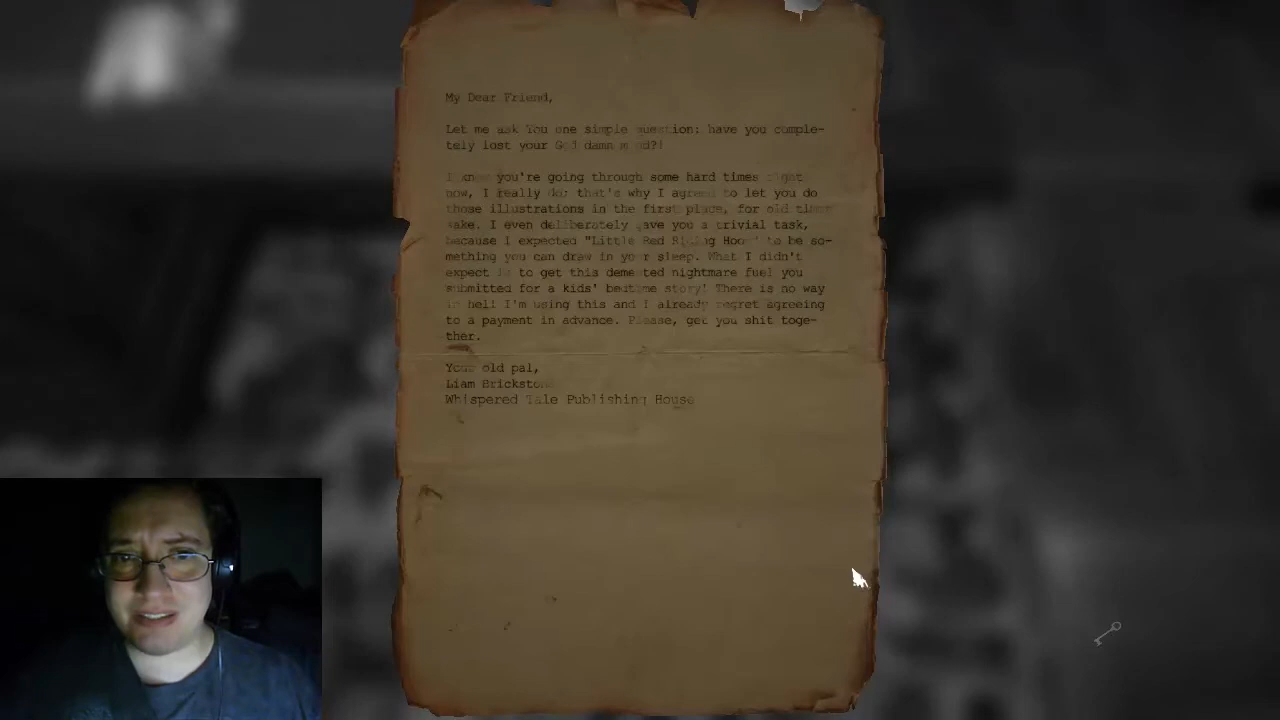 My Dear Friend,
Let me ask You one simple question: have you comple-
tely lost your God damn mind?!
I know you're going through some hard times right
now, I really do; that's why I agreed to let you do
those illustrations in the first place, for old times
sake. I even deliberately gave you a trivial task,
because I expected "Little Red Riding Hood" to be so-
mething you can draw in your sleep. What I didn't
expect is to get this demented nightmare fuel you
submitted for a kids' bedtime story! There is no way
in hell I'm using this and I already regret agreeing
to a payment in advance. Please, get you shit toge-
ther.
Your old pal,
Liam Brickstone
Whispered Tale Publishing House